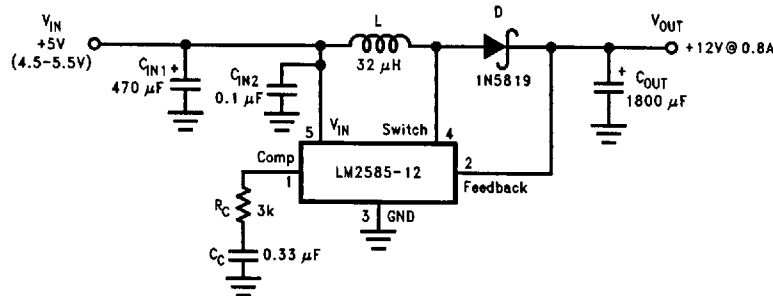 V_IN
+5V
(4.5-5.5V)
L
32 μH
D
1N5819
V_OUT
+12V @ 0.8A
C_IN1 +
470 μF
C_IN2
0.1 μF
+ C_OUT
1800 μF
5 V_IN
Switch 4
Comp
1
LM2585-12
2
Feedback
R_C 3k
3 GND
C_C 0.33 μF